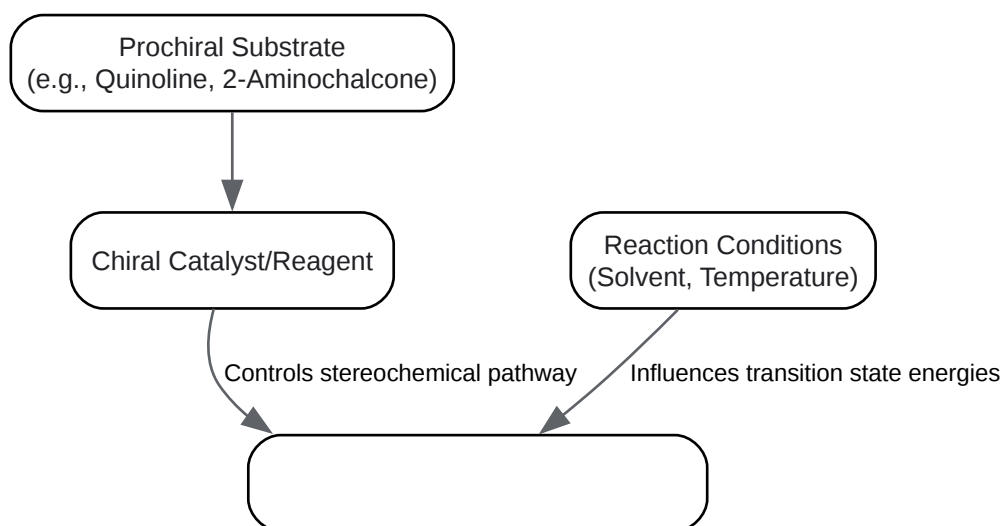 Prochiral Substrate
(e.g., Quinoline, 2-Aminochalcone)
Chiral Catalyst/Reagent
Reaction Conditions
(Solvent, Temperature)
Controls stereochemical pathway
Influences transition state energies